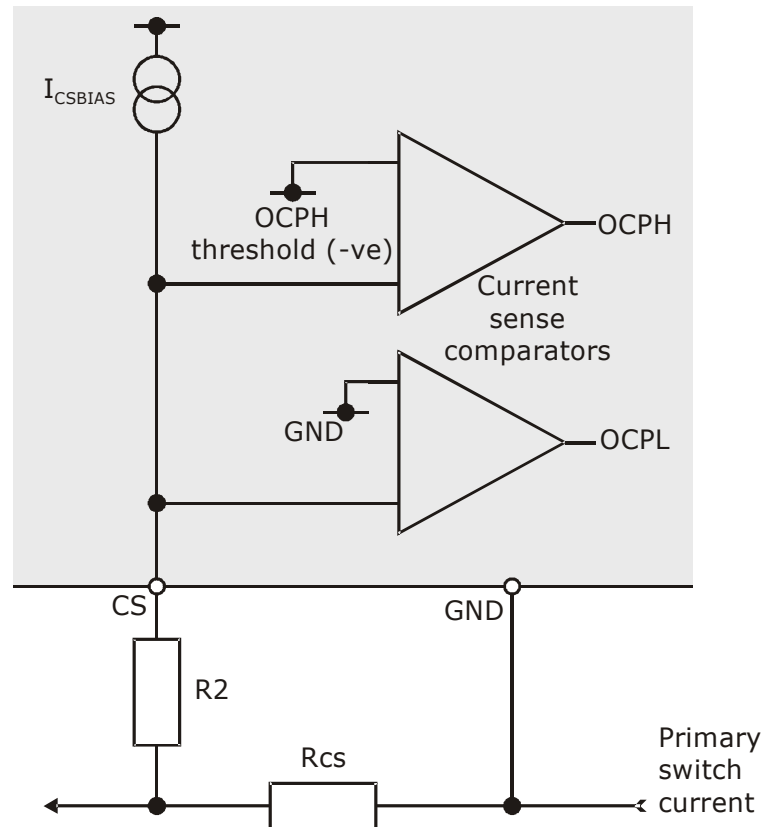 I_CSBIAS
OCPH
threshold (-ve)
OCPH
Current
sense
comparators
GND
OCPL
CS
GND
R2
Rcs
Primary
switch
current